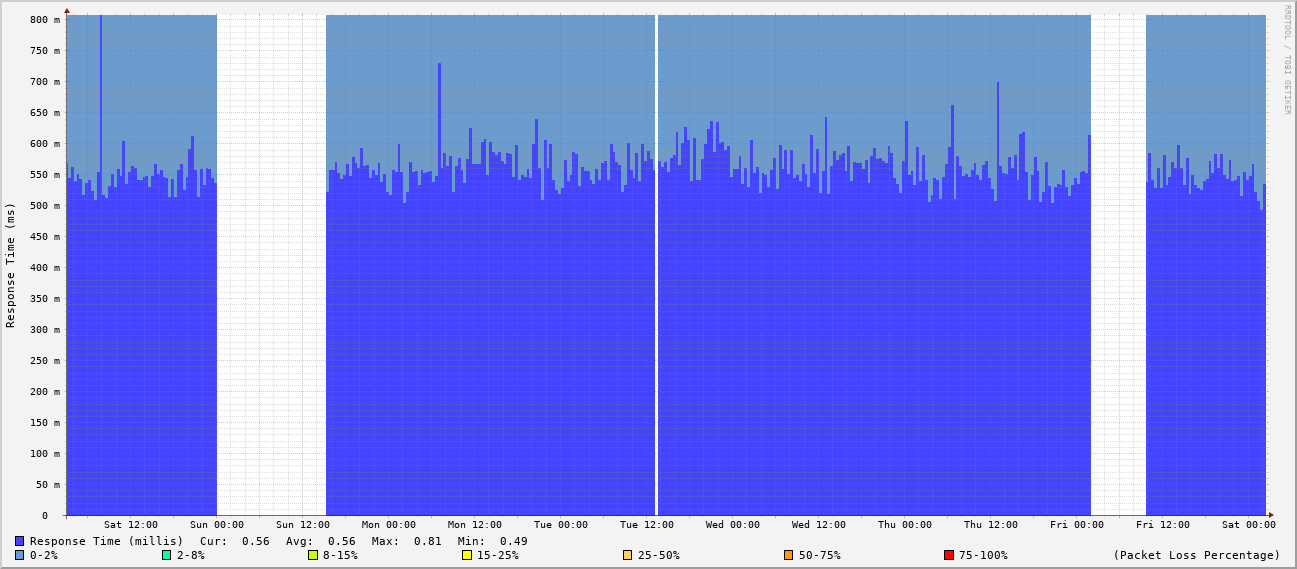 RRDTOOL / TOBI OETIKER
Response Time (ms)
800 m
750 m
700 m
650 m
600 m
550 m
500 m
450 m
400 m
350 m
300 m
250 m
200 m
150 m
100 m
50 m
0
Sat 12:00 Sun 00:00 Sun 12:00 Mon 00:00 Mon 12:00 Tue 00:00 Tue 12:00 Wed 00:00 Wed 12:00 Thu 00:00 Thu 12:00 Fri 00:00 Fri 12:00 Sat 00:00
Response Time (millis) Cur: 0.56 Avg: 0.56 Max: 0.81 Min: 0.49
0-2% 2-8% 8-15% 15-25% 25-50% 50-75% 75-100% (Packet Loss Percentage)